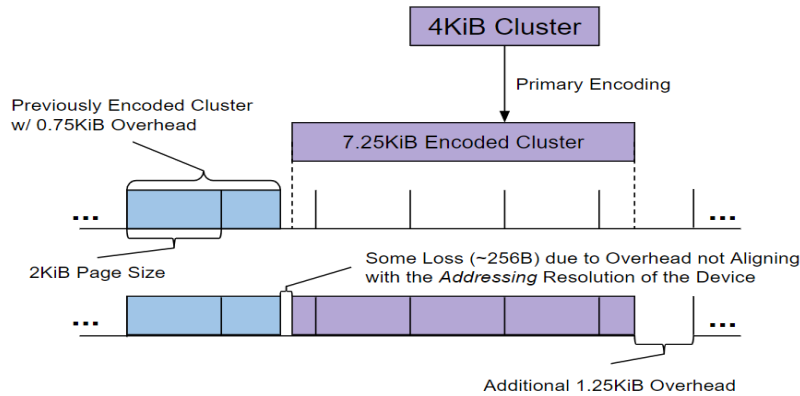 4KiB Cluster
Primary Encoding
Previously Encoded Cluster
w/ 0.75KiB Overhead
7.25KiB Encoded Cluster
...
...
2KiB Page Size
Some Loss (~256B) due to Overhead not Aligning
with the Addressing Resolution of the Device
...
...
Additional 1.25KiB Overhead